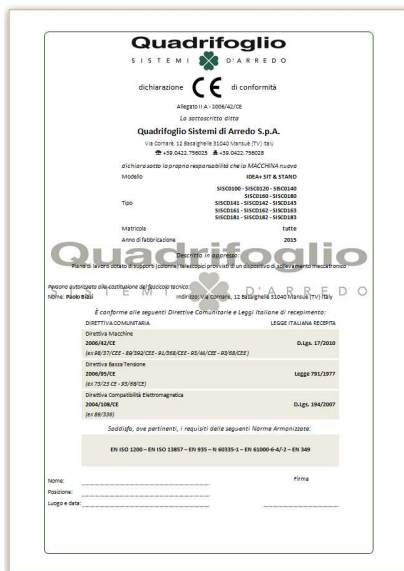 Quadrifoglio
SISTEMI D'ARREDO
dichiarazione CE di conformità
Allegato II A - 2006/42/CE
La sottoscritta ditta
Quadrifoglio Sistemi di Arredo S.p.A.
Via Cornarè, 12 Basalghelle 31040 Mansuè (TV) Italy
+39.0422.756025 +39.0422.756028
dichiara sotto la propria responsabilità che la MACCHINA nuova
Modello IDEA+ SIT & STAND
SISC0100 - SISC0120 - SISC0140
SISC0160 - SISC0180
Tipo SISCD141 - SISCD142 - SISCD143
SISCD161 - SISCD162 - SISCD163
SISCD181 - SISCD182 - SISCD183
Matricola tutte
Anno di fabbricazione 2015
Quadrifoglio
Descritta in appresso:
Piano di lavoro dotato di supporti (colonne) telescopici provvisti di un dispositivo di sollevamento meccatronico
SISTEMI D'ARREDO
Persona autorizzata alla costituzione del fascicolo tecnico:
Nome: Paolo Biasi Indirizzo: Via Cornarè, 12 Basalghelle 31040 Mansuè (TV) Italy
È conforme alle seguenti Direttive Comunitarie e Leggi Italiane di recepimento:
DIRETTIVA COMUNITARIA LEGGE ITALIANA RECEPITA
Direttiva Macchine
2006/42/CE D.Lgs. 17/2010
(ex 98/37/CEE - 89/392/CEE - 91/368/CEE - 93/44/CEE - 93/68/CEE)
Direttiva Bassa Tensione
2006/95/CE Legge 791/1977
(ex 73/23 CE - 93/68/CE)
Direttiva Compatibilità Elettromagnetica
2004/108/CE D.Lgs. 194/2007
(ex 89/336)
Soddisfa, ove pertinenti, i requisiti delle seguenti Norme Armonizzate:
EN ISO 1200 – EN ISO 13857 – EN 935 – N 60335-1 – EN 61000-6-4/-2 – EN 349
Nome: Firma
Posizione:
Luogo e data: